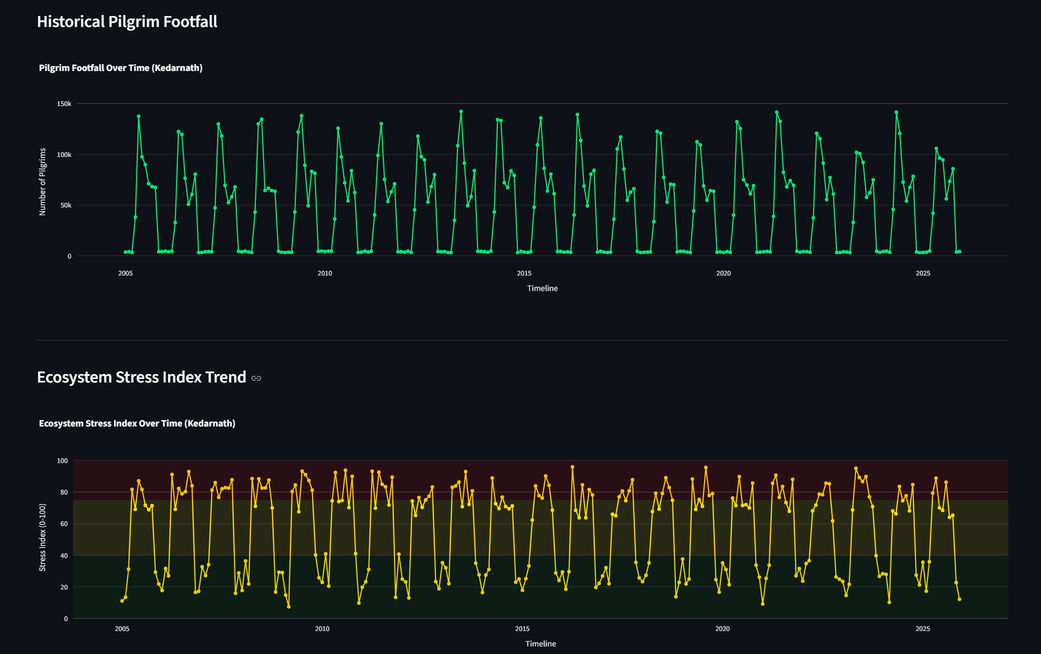 Historical Pilgrim Footfall
Pilgrim Footfall Over Time (Kedarnath)
Number of Pilgrims
150k
100k
50k
0
2005
2010
2015
2020
2025
Timeline
Ecosystem Stress Index Trend
Ecosystem Stress Index Over Time (Kedarnath)
Stress Index (0-100)
100
80
60
40
20
0
2005
2010
2015
2020
2025
Timeline